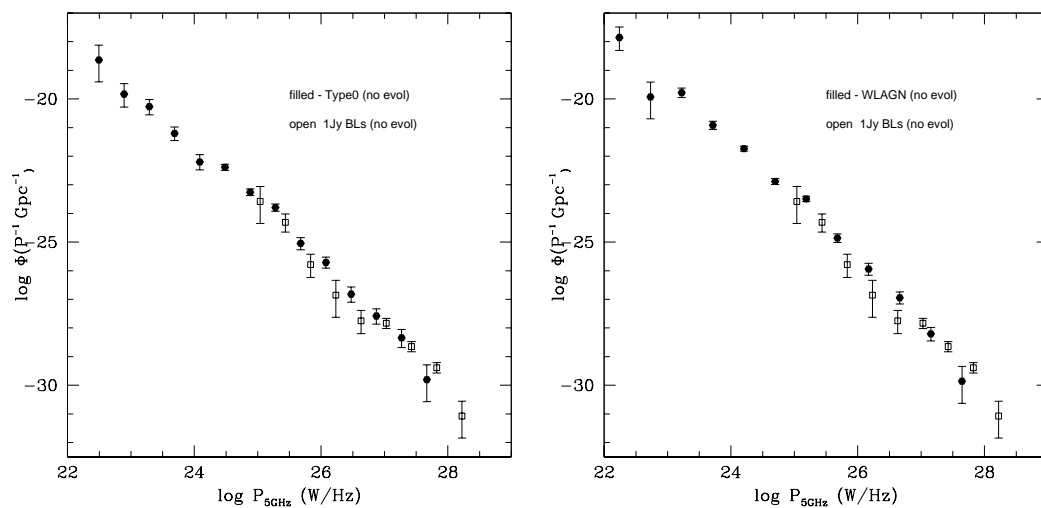 −20
−25
−30
log Φ(P⁻¹ Gpc⁻¹)
filled - Type0 (no evol)
open 1Jy BLs (no evol)
22 24 26 28
log P5GHz (W/Hz)
−20
−25
−30
log Φ(P⁻¹ Gpc⁻¹)
filled - WLAGN (no evol)
open 1Jy BLs (no evol)
22 24 26 28
log P5GHz (W/Hz)